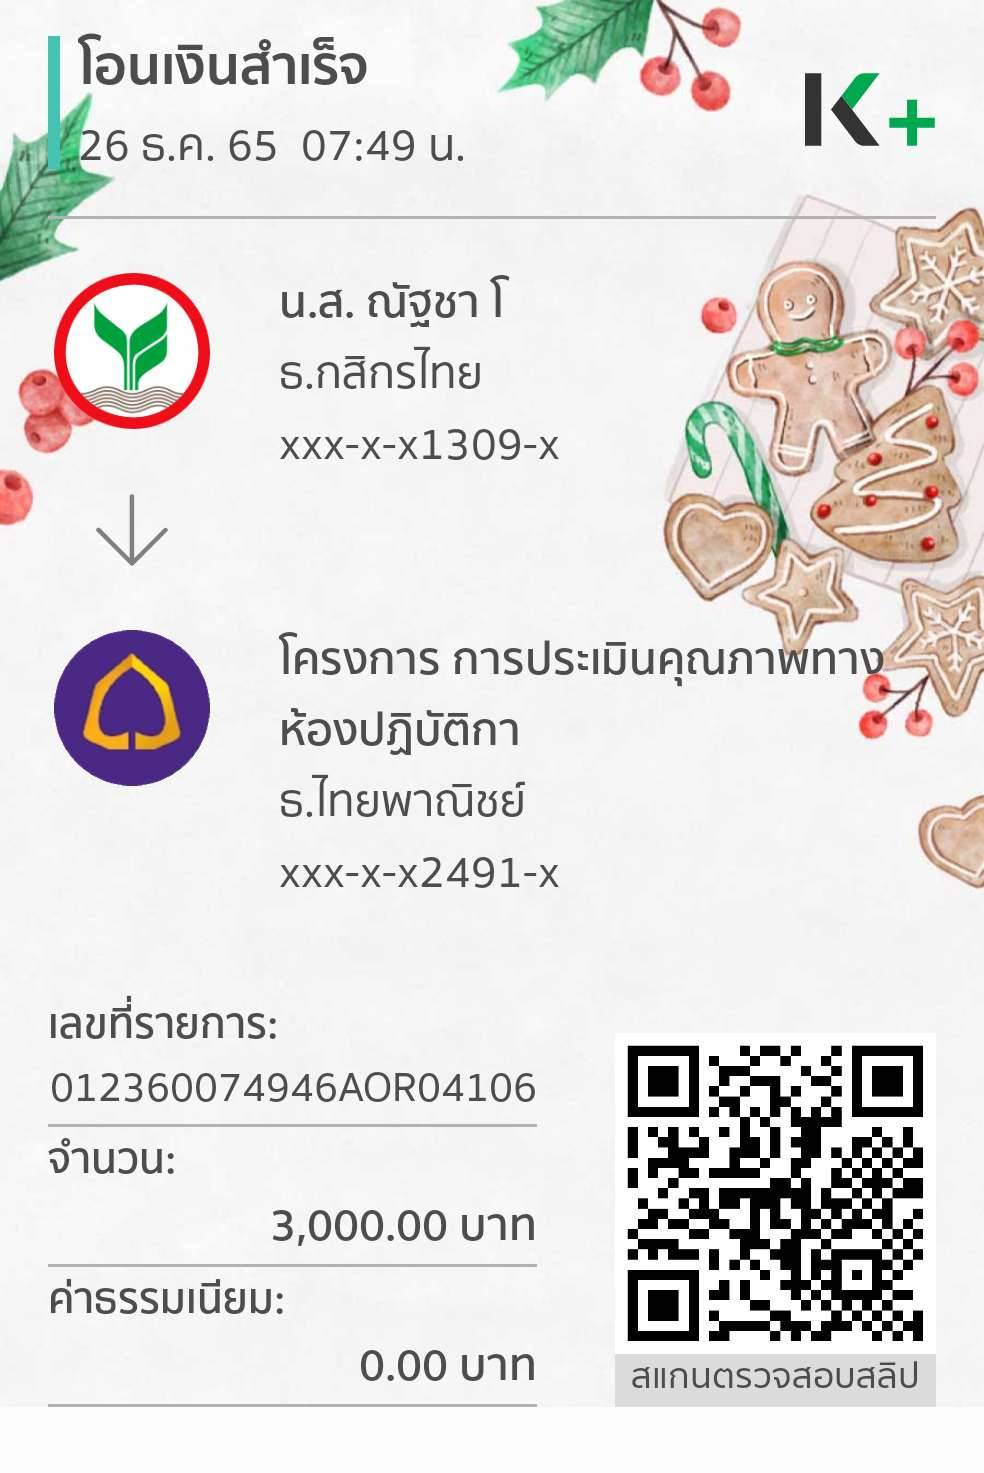 โอนเงินสำเร็จ
26 ธ.ค. 65  07:49 น.
K+
น.ส. ณัฐชา โ
ธ.กสิกรไทย
xxx-x-x1309-x
โครงการ การประเมินคุณภาพทาง
ห้องปฏิบัติกา
ธ.ไทยพาณิชย์
xxx-x-x2491-x
เลขที่รายการ:
012360074946AOR04106
จำนวน:
3,000.00 บาท
ค่าธรรมเนียม:
0.00 บาท
สแกนตรวจสอบสลิป